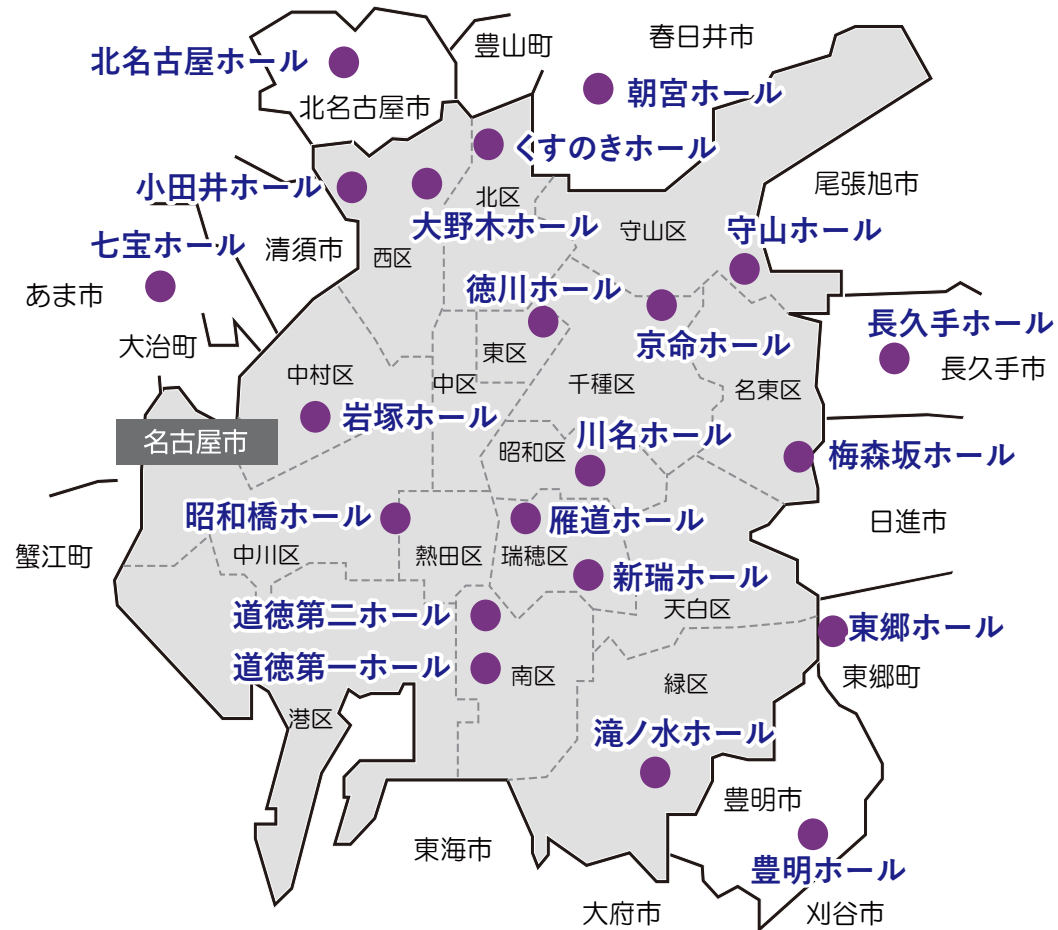 豊山町
春日井市
北名古屋ホール
朝宮ホール
北名古屋市
くすのきホール
小田井ホール
北区
尾張旭市
大野木ホール
守山区
守山ホール
七宝ホール
清須市
西区
あま市
徳川ホール
長久手ホール
大治町
東区
京命ホール
長久手市
中村区
中区
千種区
名東区
岩塚ホール
川名ホール
名古屋市
昭和区
梅森坂ホール
昭和橋ホール
雁道ホール
日進市
蟹江町
中川区
熱田区
瑞穂区
新瑞ホール
道徳第二ホール
天白区
東郷ホール
道徳第一ホール
南区
緑区
東郷町
港区
滝ノ水ホール
豊明市
東海市
豊明ホール
大府市
刈谷市